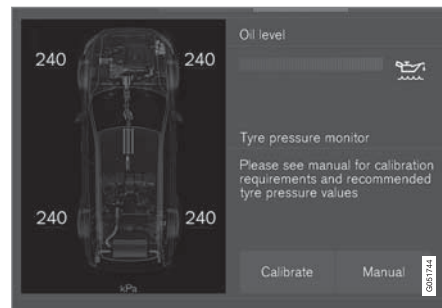 240
240
240
240
kPa
Oil level
Tyre pressure monitor
Please see manual for calibration
requirements and recommended
tyre pressure values
Calibrate
Manual
G051744